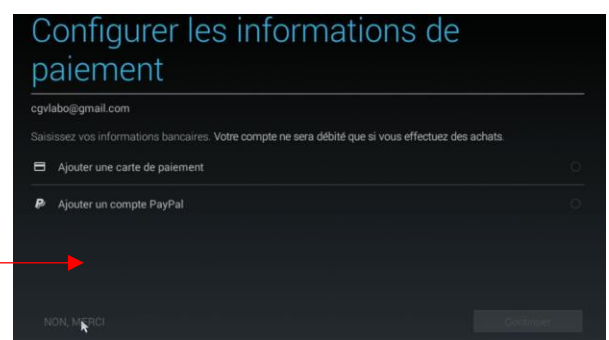 Configurer les informations de
paiement
cgvlabo@gmail.com
Saisissez vos informations bancaires. Votre compte ne sera débité que si vous effectuez des achats.
Ajouter une carte de paiement
Ajouter un compte PayPal
NON, MERCI
Continuer